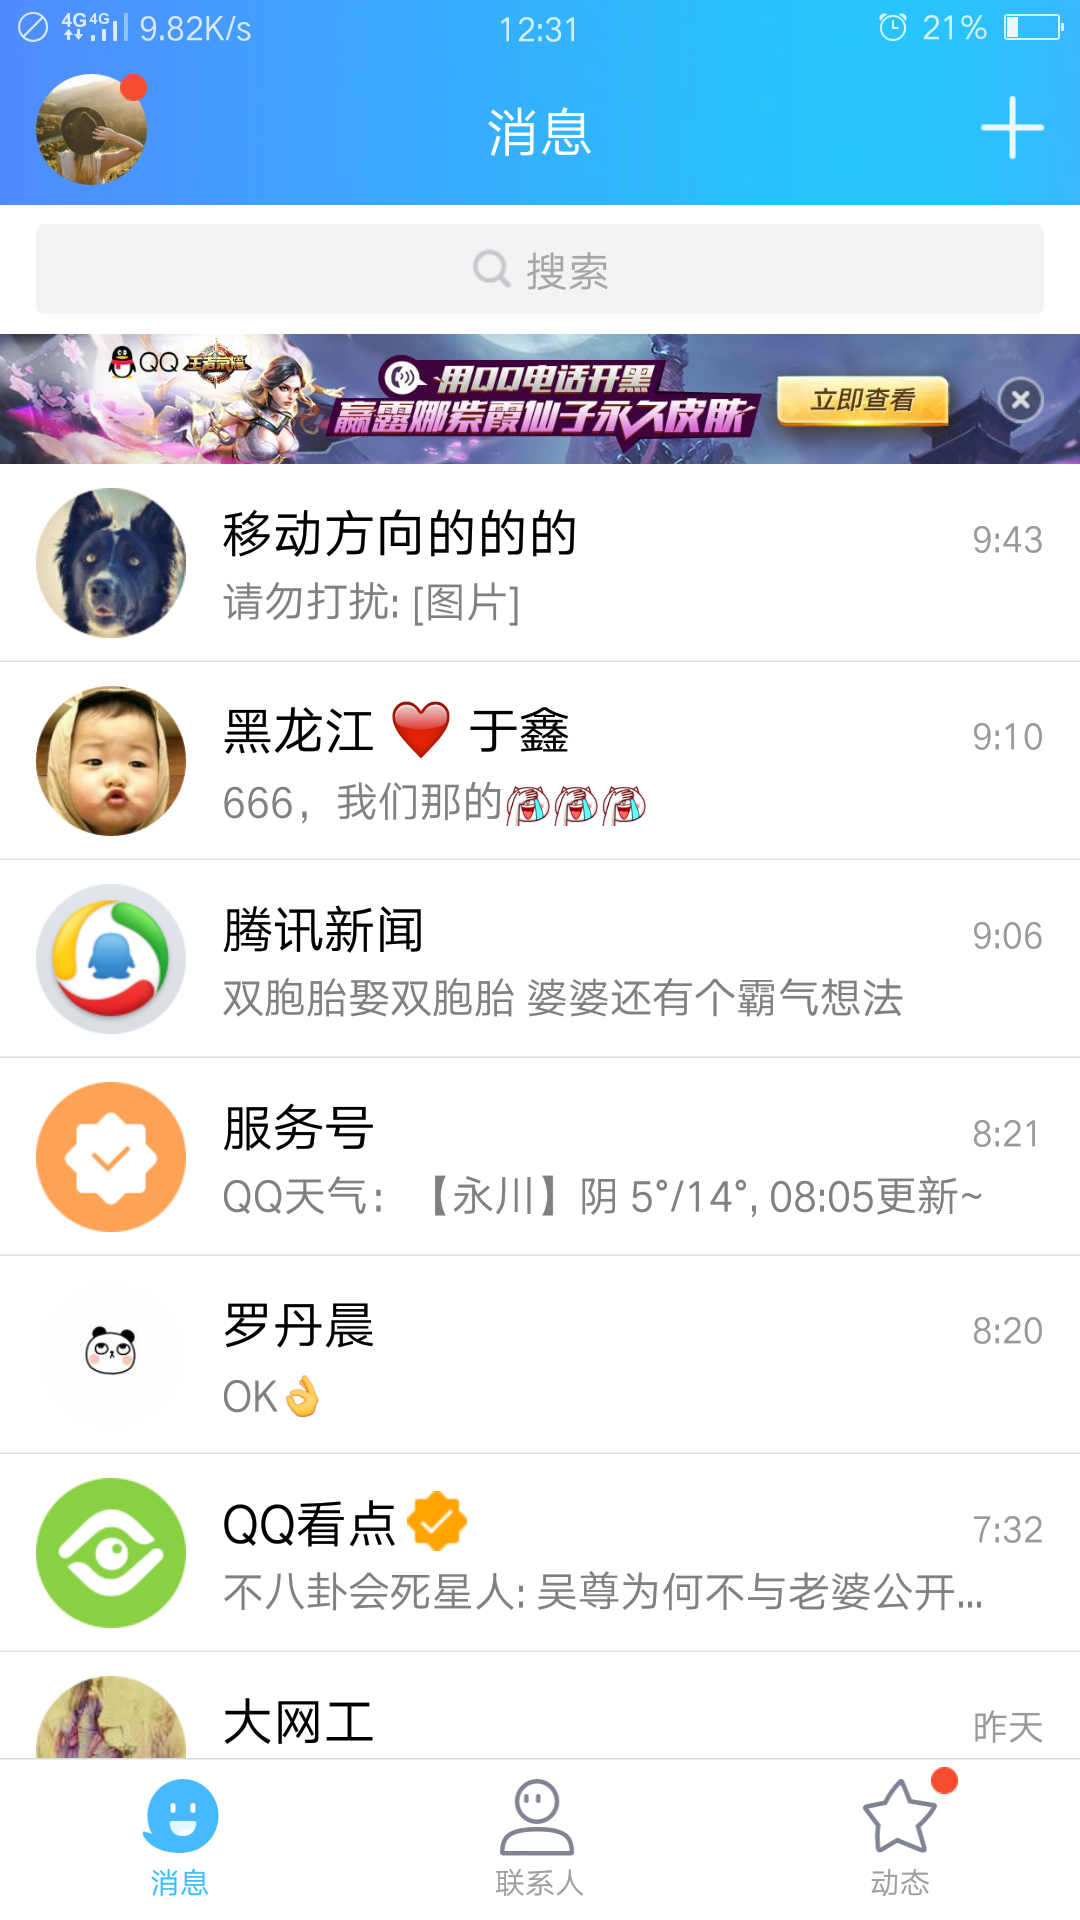 4G 4G 9.82K/s 12:31 21%
消息
搜索
QQ 王者荣耀
用QQ电话开黑
赢露娜紫霞仙子永久皮肤
立即查看
移动方向的的的 9:43
请勿打扰: [图片]
黑龙江 ❤️ 于鑫 9:10
666，我们那的
腾讯新闻 9:06
双胞胎娶双胞胎 婆婆还有个霸气想法
服务号 8:21
QQ天气：【永川】阴 5°/14°, 08:05更新~
罗丹晨 8:20
OK👌
QQ看点 7:32
不八卦会死星人: 吴尊为何不与老婆公开...
大网工 昨天
消息 联系人 动态